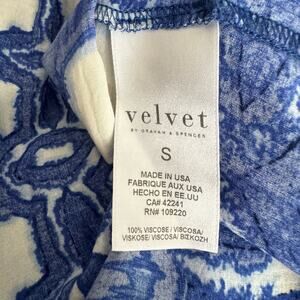 velvet
BY GRAHAM & SPENCER
S
MADE IN USA
FABRIQUE AUX USA
HECHO EN EE.UU
CA# 42241
RN# 109220
100% VISCOSE/ VISCOSA/
VISKOSE/ VISCOSA/ ΒΙΣΚΟΖΗ